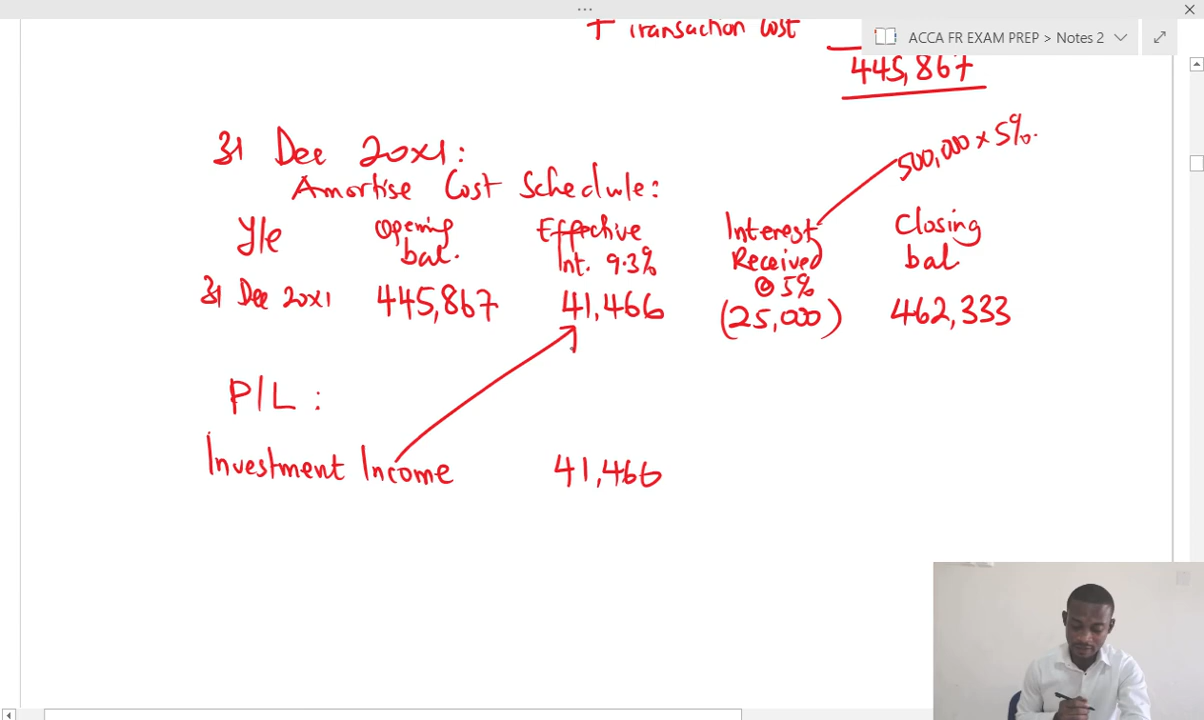 + Transaction Cost
ACCA FR EXAM PREP > Notes 2
445,867
500,000 x 5%.
31 Dec 20x1:
Amortise Cost Schedule:
Y/e Opening bal. Effective Int. 9.3% Interest Received @ 5% Closing bal
31 Dec 20x1 445,867 41,466 (25,000) 462,333
P/L :
Investment Income 41,466